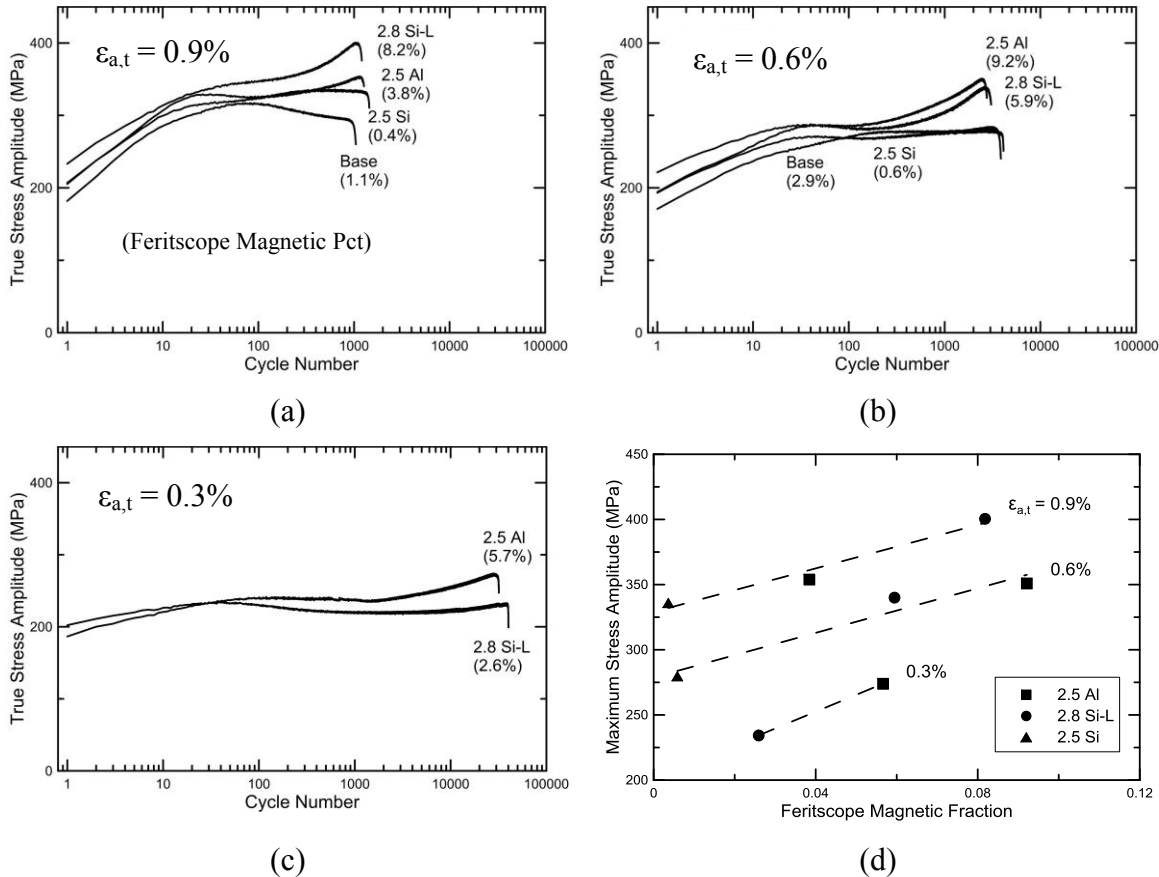 ε_a,t = 0.9%
2.8 Si-L
(8.2%)
2.5 Al
(3.8%)
2.5 Si
(0.4%)
Base
(1.1%)
(Feritscope Magnetic Pct)
True Stress Amplitude (MPa)
400
200
0
1
10
100
1000
10000
100000
Cycle Number
(a)
ε_a,t = 0.6%
2.5 Al
(9.2%)
2.8 Si-L
(5.9%)
Base
(2.9%)
2.5 Si
(0.6%)
True Stress Amplitude (MPa)
400
200
0
1
10
100
1000
10000
100000
Cycle Number
(b)
ε_a,t = 0.3%
2.5 Al
(5.7%)
2.8 Si-L
(2.6%)
True Stress Amplitude (MPa)
400
200
0
1
10
100
1000
10000
100000
Cycle Number
(c)
Maximum Stress Amplitude (MPa)
450
400
350
300
250
200
ε_a,t = 0.9%
0.6%
0.3%
2.5 Al
2.8 Si-L
2.5 Si
0
0.04
0.08
0.12
Feritscope Magnetic Fraction
(d)